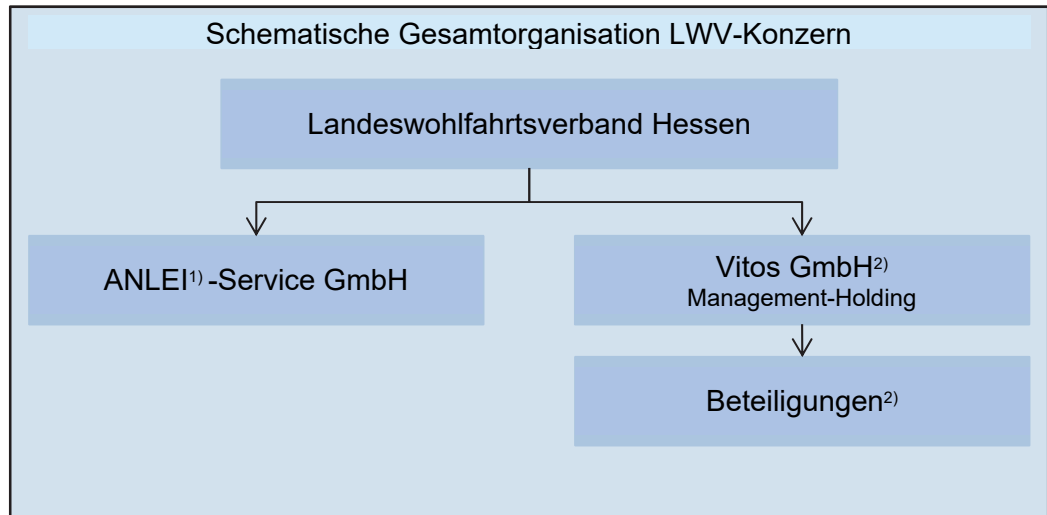 Schematische Gesamtorganisation LWV-Konzern
Landeswohlfahrtsverband Hessen
ANLEI1) -Service GmbH
Vitos GmbH2)
Management-Holding
Beteiligungen2)